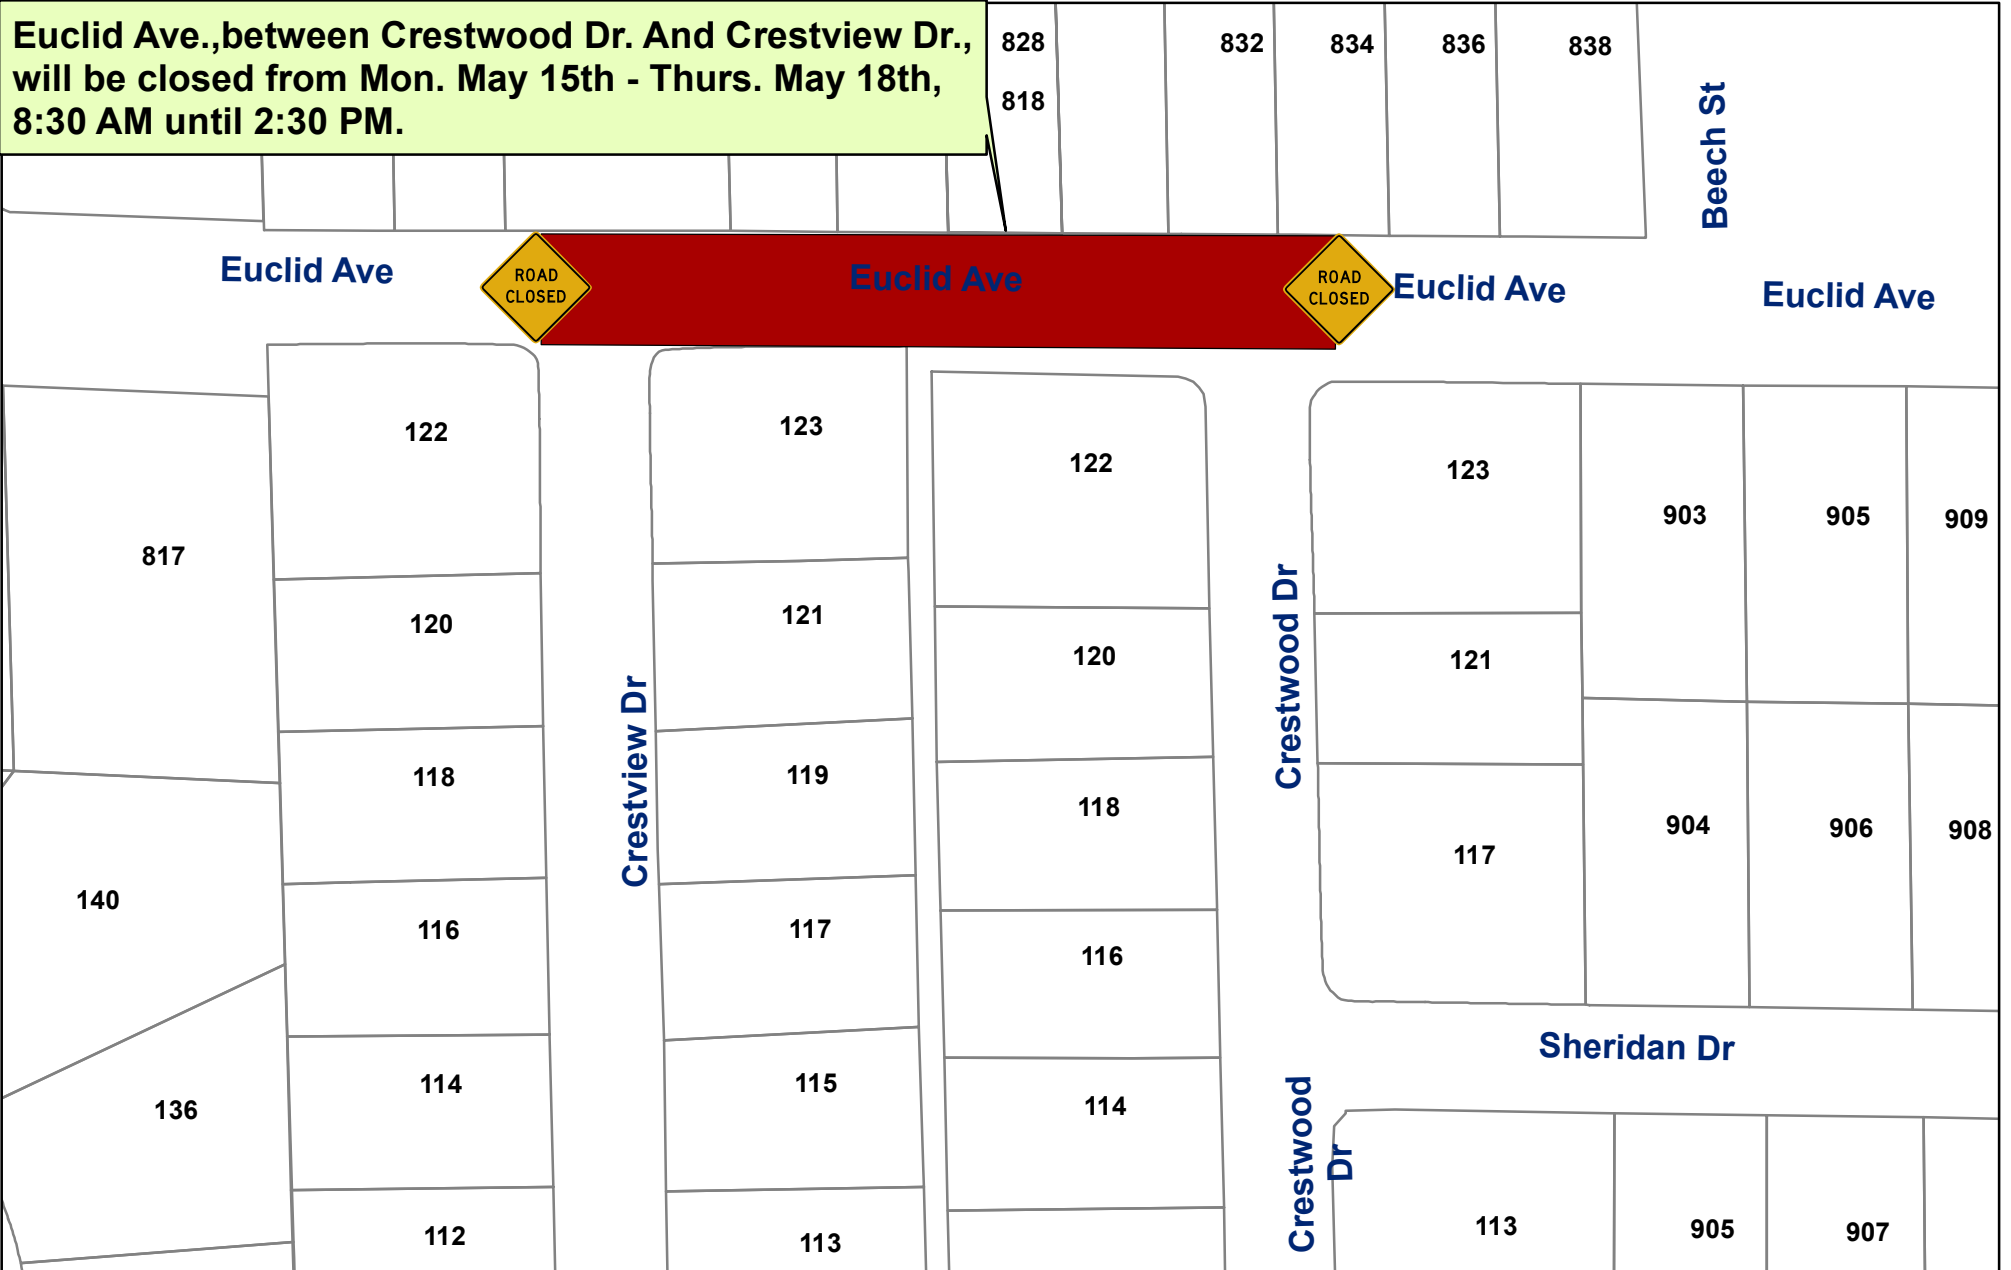 Euclid Ave.,between Crestwood Dr. And Crestview Dr.,
will be closed from Mon. May 15th - Thurs. May 18th,
8:30 AM until 2:30 PM.
828
832
834
836
838
818
Beech St
Euclid Ave
ROAD
CLOSED
Euclid Ave
ROAD
CLOSED
Euclid Ave
Euclid Ave
122
123
122
123
903
905
909
817
120
121
120
121
Crestview Dr
Crestwood Dr
118
119
118
117
904
906
908
140
116
117
116
Sheridan Dr
136
114
115
114
Crestwood
Dr
112
113
113
905
907